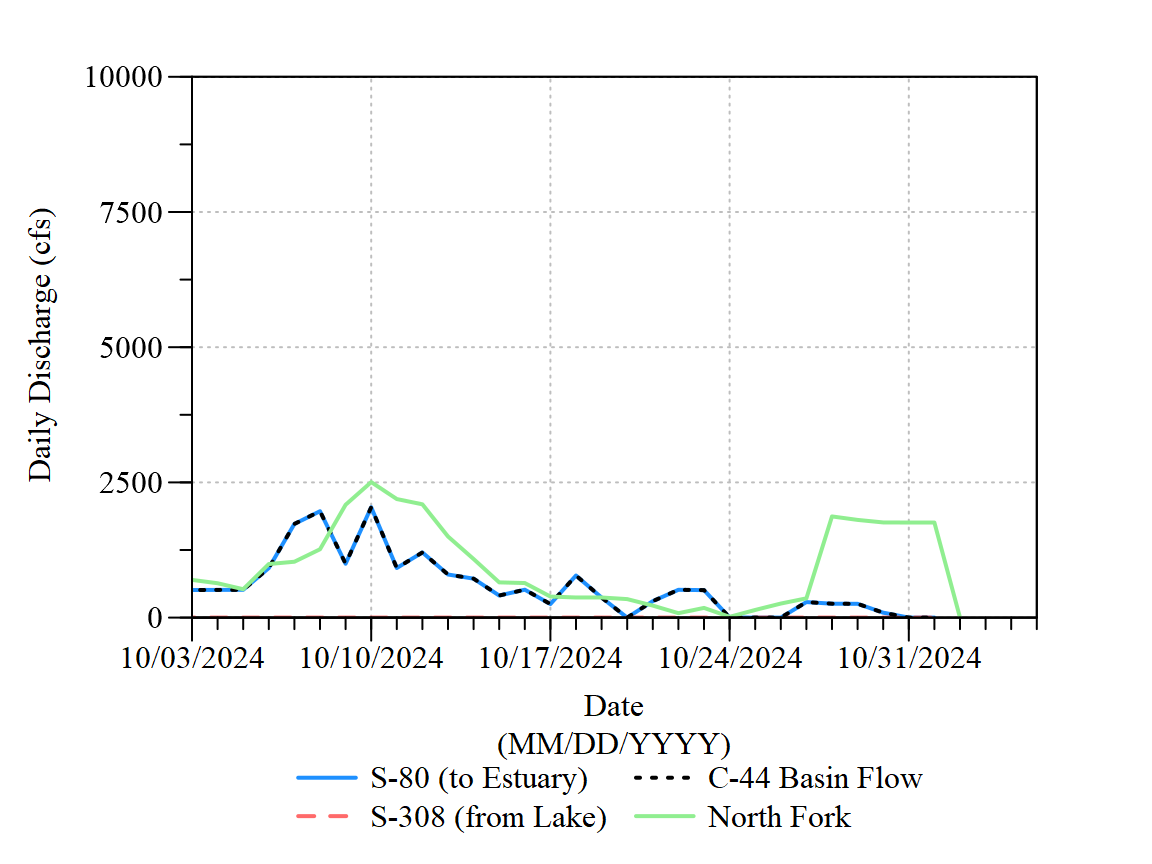 10000
7500
5000
2500
0
Daily Discharge (cfs)
10/03/2024 10/10/2024 10/17/2024 10/24/2024 10/31/2024
Date
(MM/DD/YYYY)
S-80 (to Estuary) C-44 Basin Flow
S-308 (from Lake) North Fork